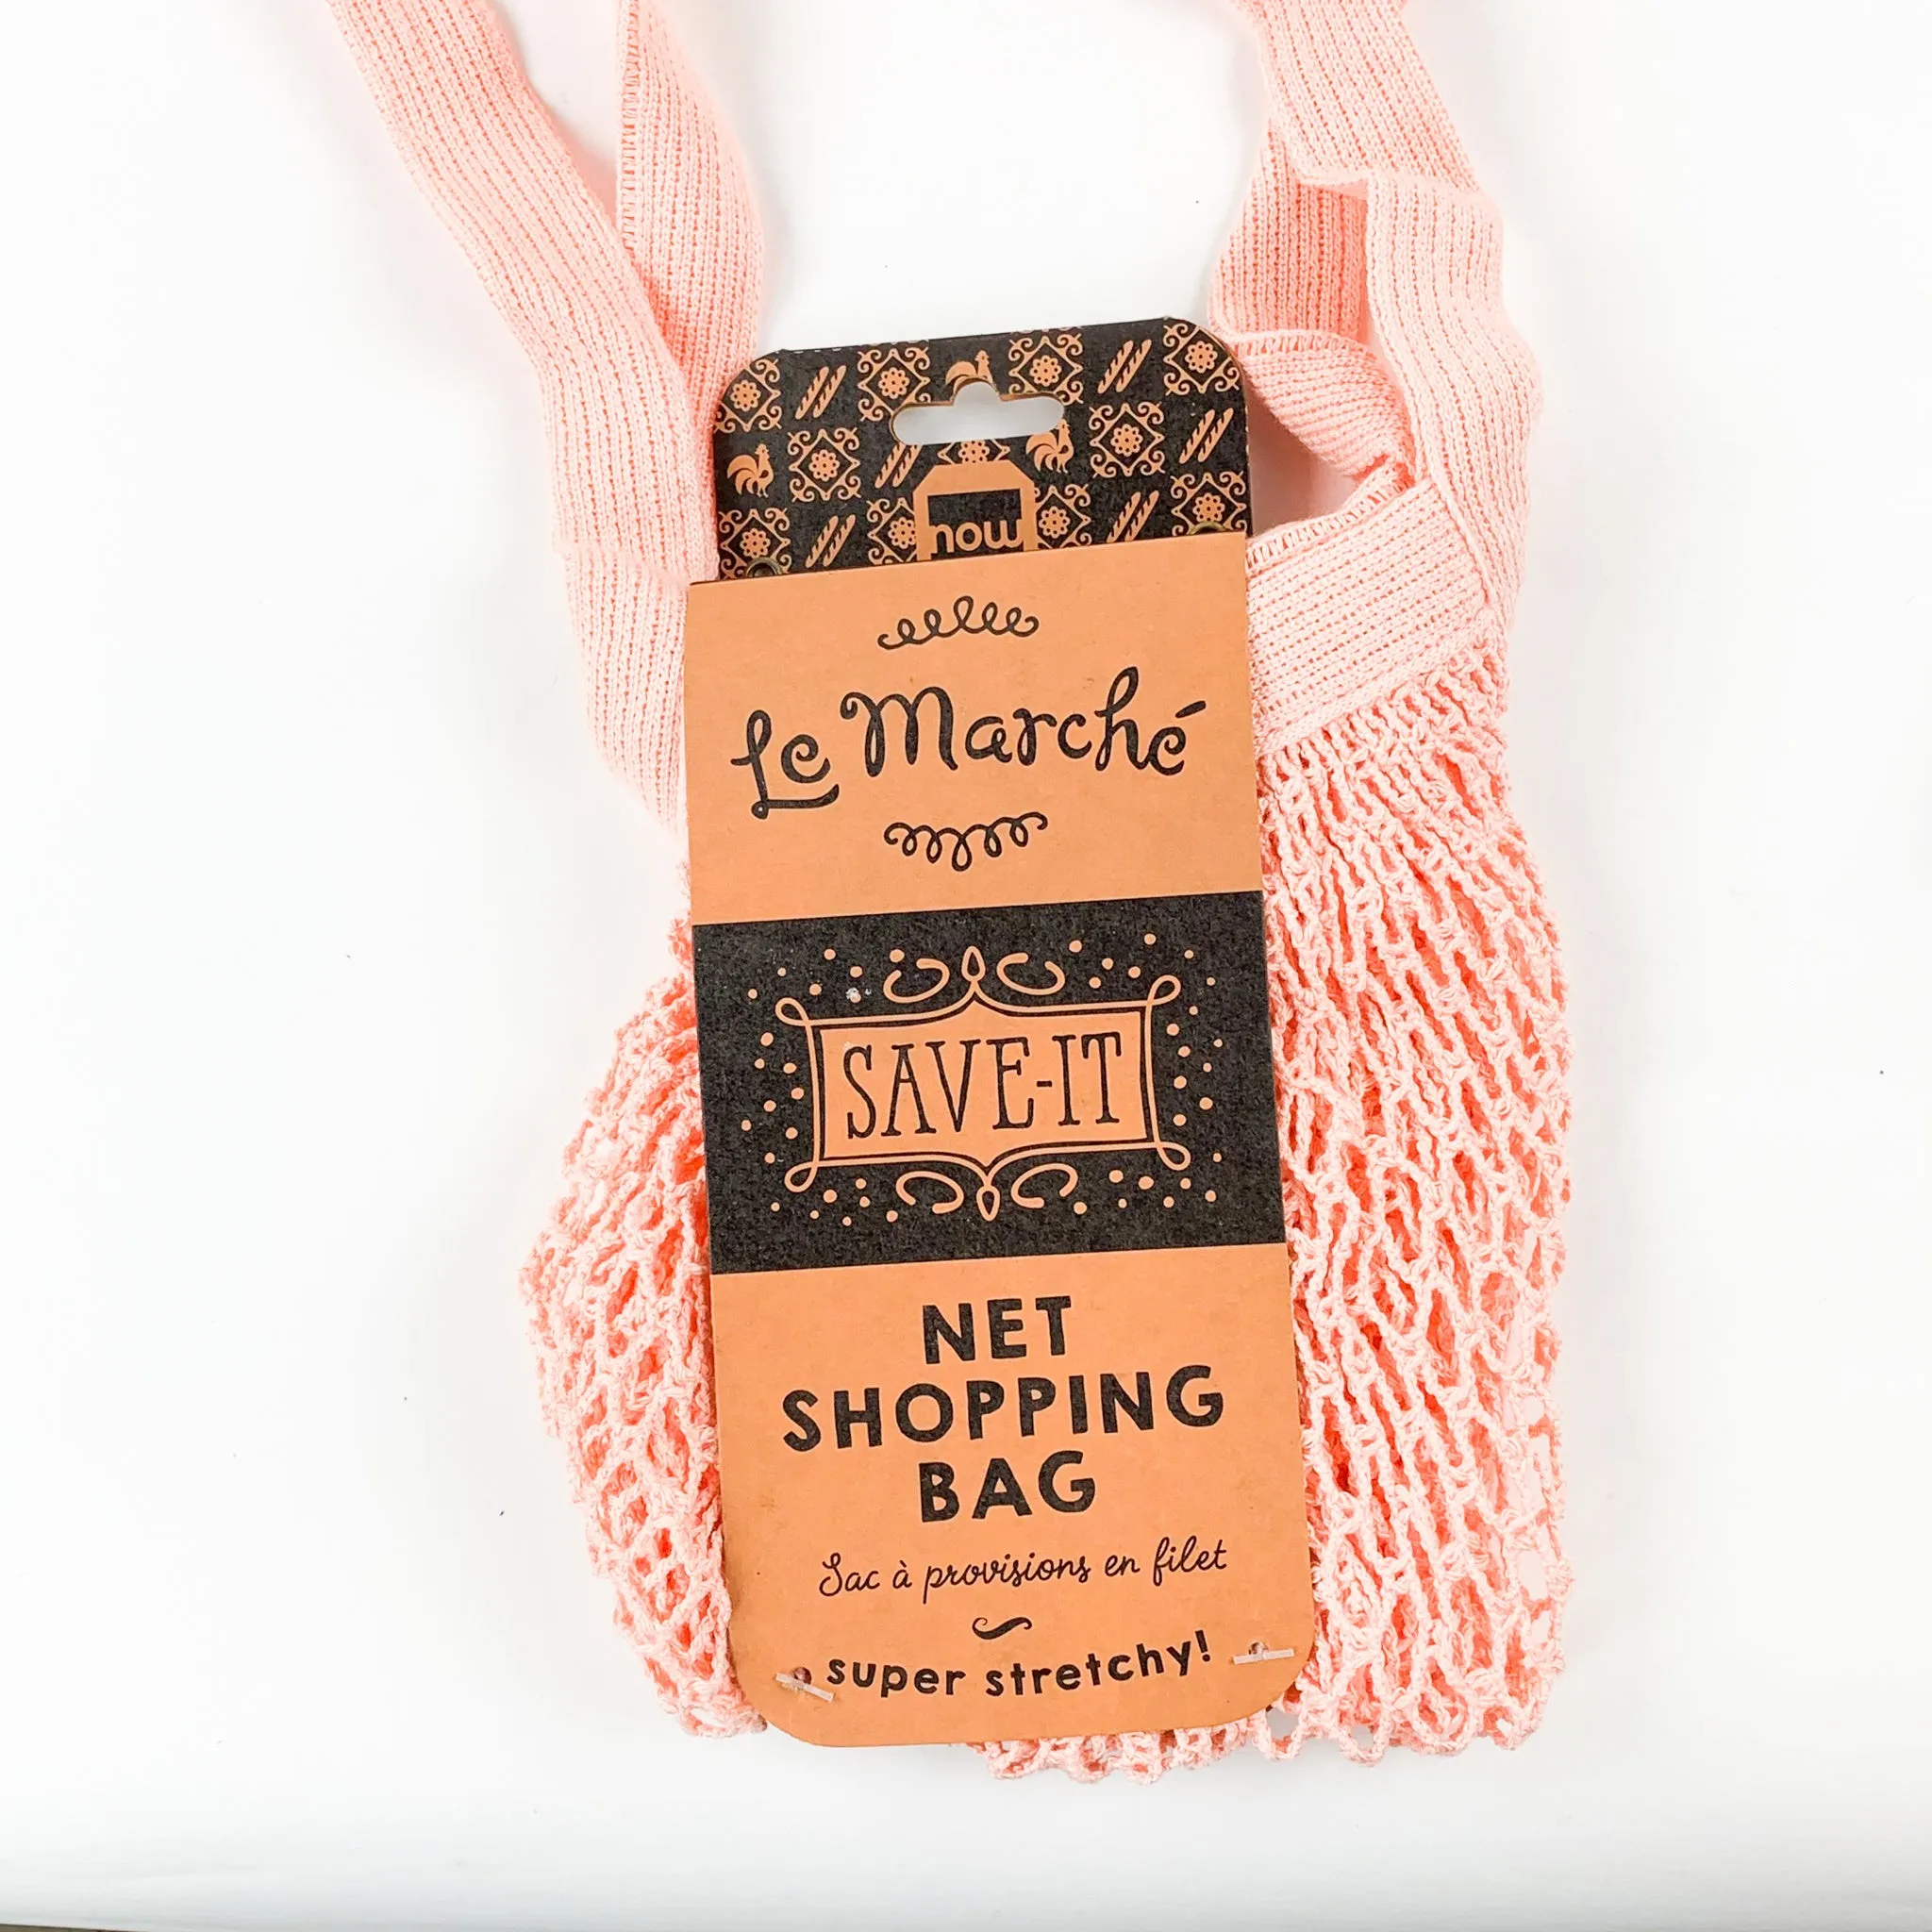 now
Le Marché
SAVE-IT
NET
SHOPPING
BAG
Sac à provisions en filet
super stretchy!